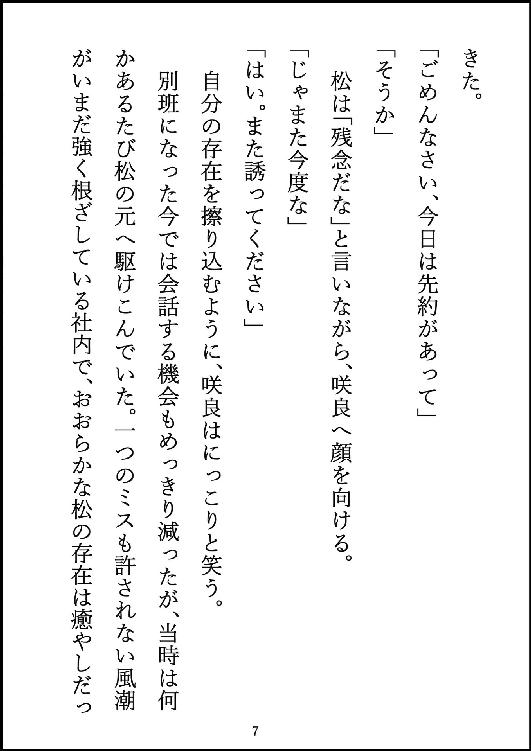 きた。
「ごめんなさい、今日は先約があって」
「そうか」
松は「残念だな」と言いながら、咲良へ顔を向ける。
「じゃまた今度な」
「はい。また誘ってください」
自分の存在を擦り込むように、咲良はにっこりと笑う。
別班になった今では会話する機会もめっきり減ったが、当時は何
かあるたび松の元へ駆けこんでいた。一つのミスも許されない風潮
がいまだ強く根ざしている社内で、おおらかな松の存在は癒やしだっ
7